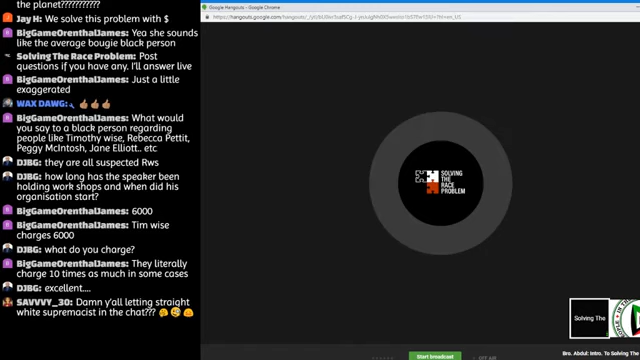 the planet???????????
Jay H: We solve this problem with $
BigGameOrenthalJames: Yea she sounds
like the average bougie black person
Solving The Race Problem: Post
questions if you have any. I'll answer live
BigGameOrenthalJames: Just a little
exaggerated
WAX DAWG: 👍🏽👍🏽👍🏽
BigGameOrenthalJames: What would
you say to a black person regarding
people like Timothy wise, Rebecca Pettit,
Peggy McIntosh, Jane Elliott.. etc
DJBG: they are all suspected Rws
DJBG: how long has the speaker been
holding work shops and when did his
organisation start?
BigGameOrenthalJames: 6000
BigGameOrenthalJames: Tim wise
charges 6000
DJBG: what do you charge?
BigGameOrenthalJames: They literally
charge 10 times as much in some cases
DJBG: excellent....
SAVVVY_30: Damn y'all letting straight
white supremacist in the chat???
Google Hangouts - Google Chrome
https://hangouts.google.com/hangouts/
SOLVING
THE
RACE
PROBLEM
Solving The
PEOPLE IN THE
Bro. Abdul: Intro. To Solving The
Start broadcast
OFF AIR